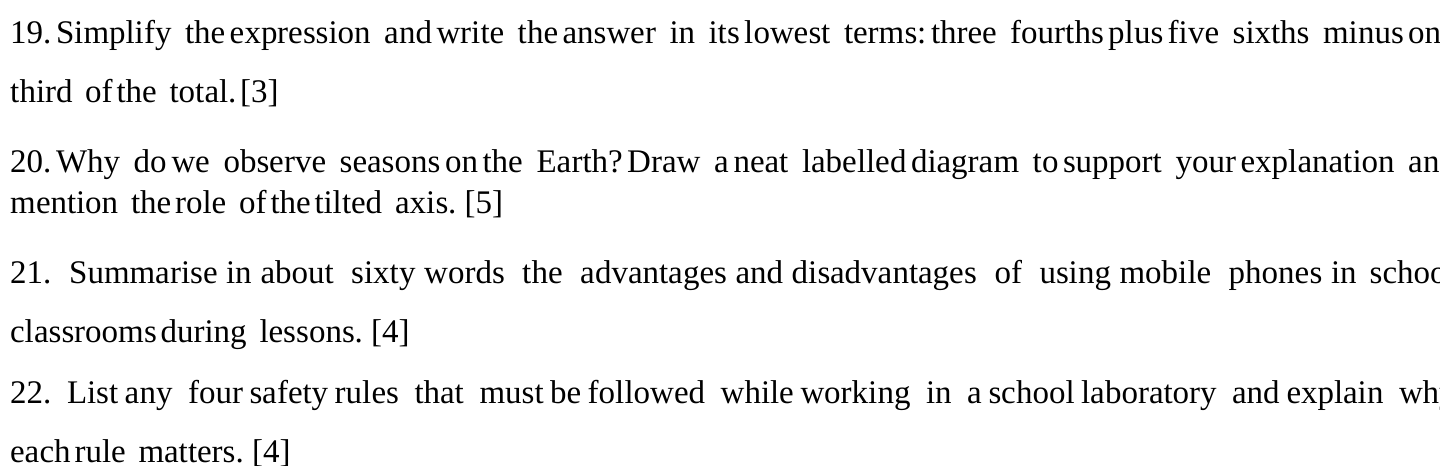 19. Simplify the expression and write the answer in its lowest terms: three fourths plus five sixths minus on
third of the total. [3]
20. Why do we observe seasons on the Earth? Draw a neat labelled diagram to support your explanation an
mention the role of the tilted axis. [5]
21. Summarise in about sixty words the advantages and disadvantages of using mobile phones in schoo
classrooms during lessons. [4]
22. List any four safety rules that must be followed while working in a school laboratory and explain why
each rule matters. [4]